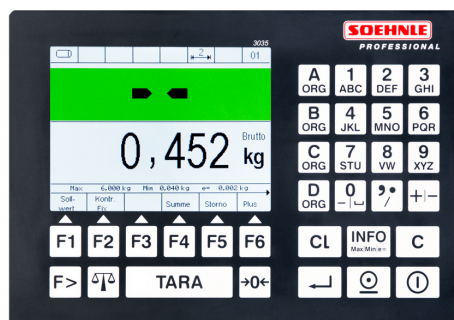 SOEHNLE
PROFESSIONAL
3035
2
01
Brutto
0,452 kg
Max 6.000 kg Min 0.040 kg e= 0.002 kg
Soll-wert
Kontr. Fix
Summe
Storno
Plus
F1 F2 F3 F4 F5 F6
F> TARA →0←
A ORG
1 ABC
2 DEF
3 GHI
B ORG
4 JKL
5 MNO
6 PQR
C ORG
7 STU
8 VW
9 XYZ
D ORG
0 –|⎵
,• /
+|–
CL
INFO Max|Min|e=
C